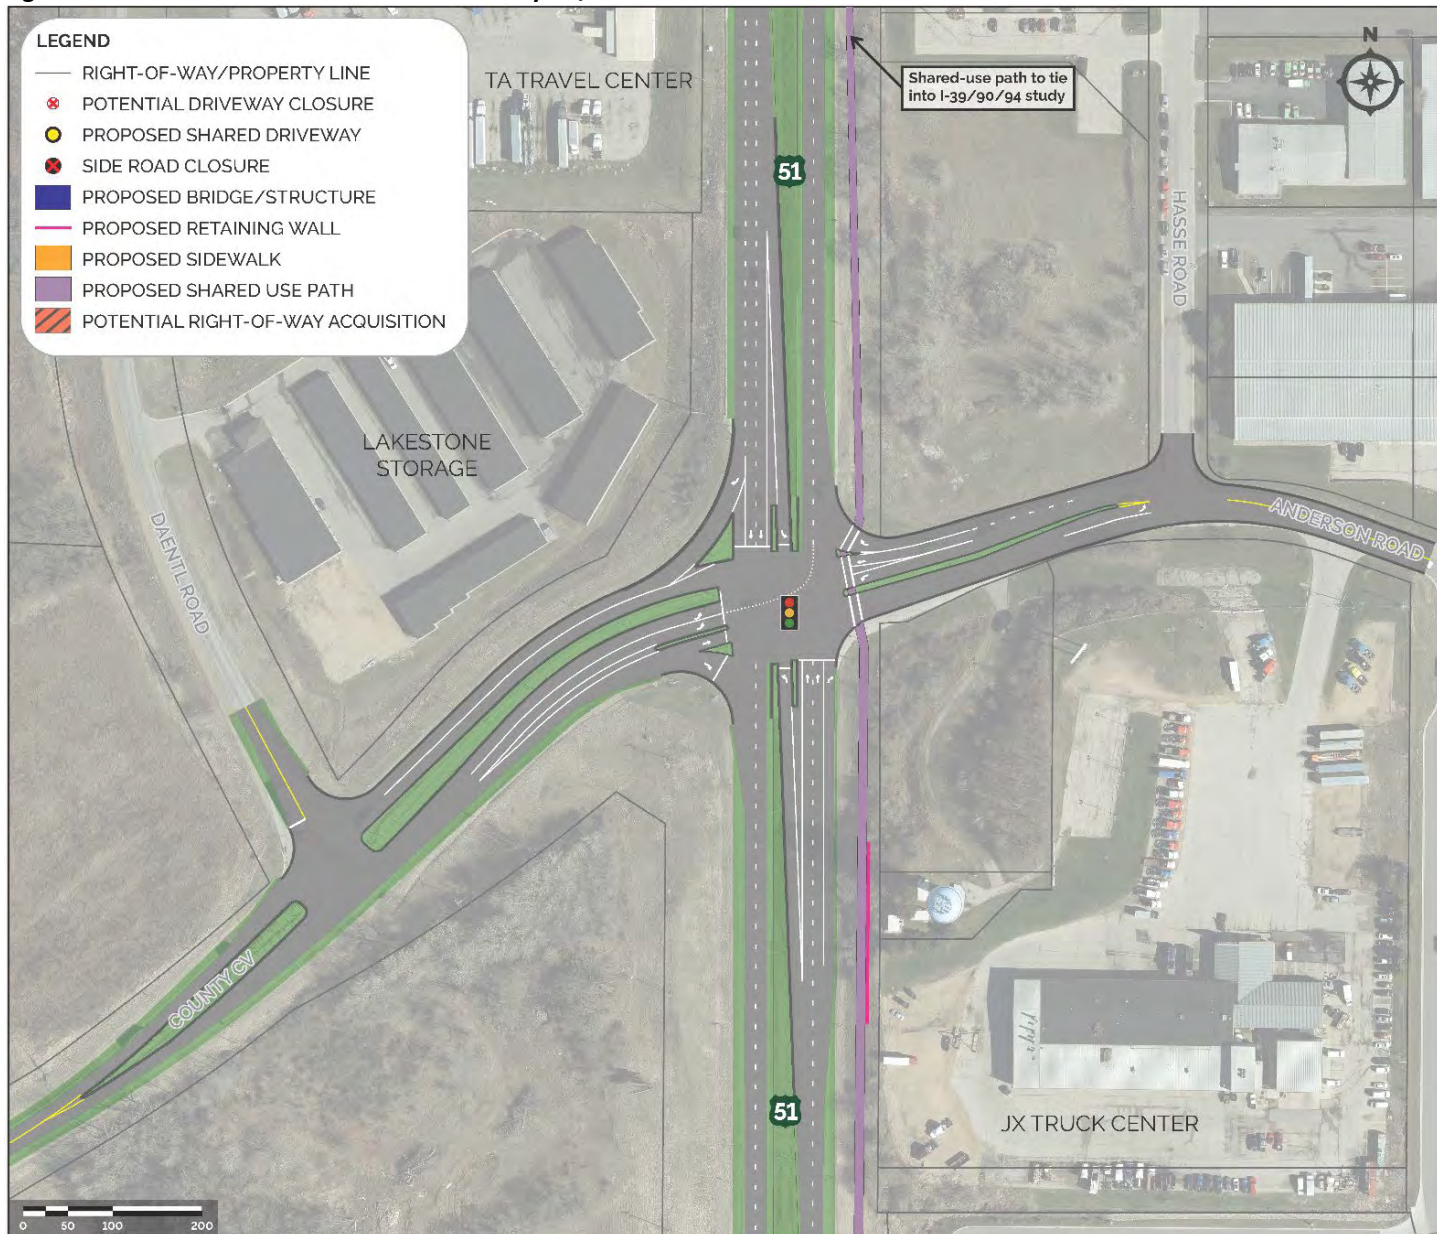 LEGEND
RIGHT-OF-WAY/PROPERTY LINE
POTENTIAL DRIVEWAY CLOSURE
PROPOSED SHARED DRIVEWAY
SIDE ROAD CLOSURE
PROPOSED BRIDGE/STRUCTURE
PROPOSED RETAINING WALL
PROPOSED SIDEWALK
PROPOSED SHARED USE PATH
POTENTIAL RIGHT-OF-WAY ACQUISITION
TA TRAVEL CENTER
51
Shared-use path to tie
into I-39/90/94 study
N
HASSE ROAD
LAKESTONE
STORAGE
DAENTL ROAD
ANDERSON ROAD
COUNTY CV
51
JX TRUCK CENTER
0 50 100 200